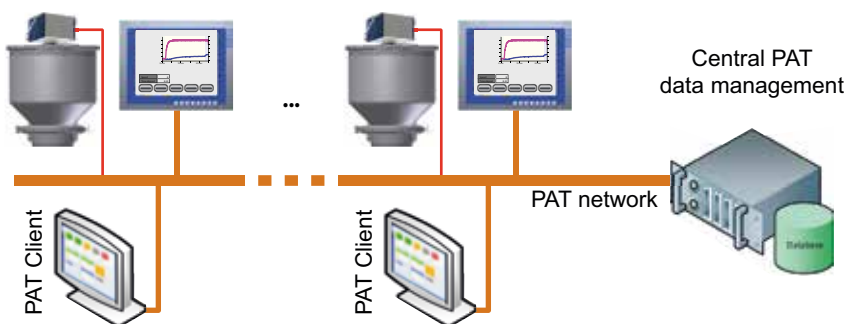 ...
Central PAT
data management
PAT network
PAT Client
PAT Client
Database